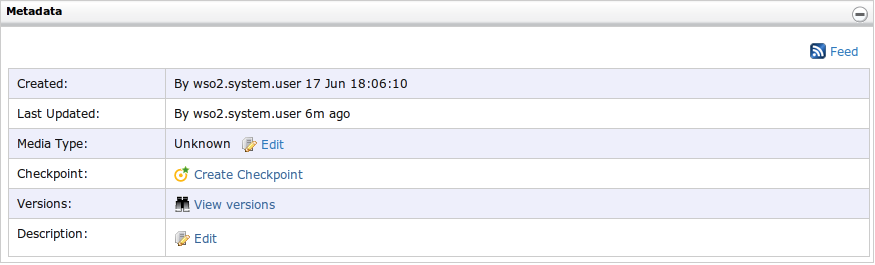 Metadata
Feed
Created: By wso2.system.user 17 Jun 18:06:10
Last Updated: By wso2.system.user 6m ago
Media Type: Unknown Edit
Checkpoint: Create Checkpoint
Versions: View versions
Description: Edit